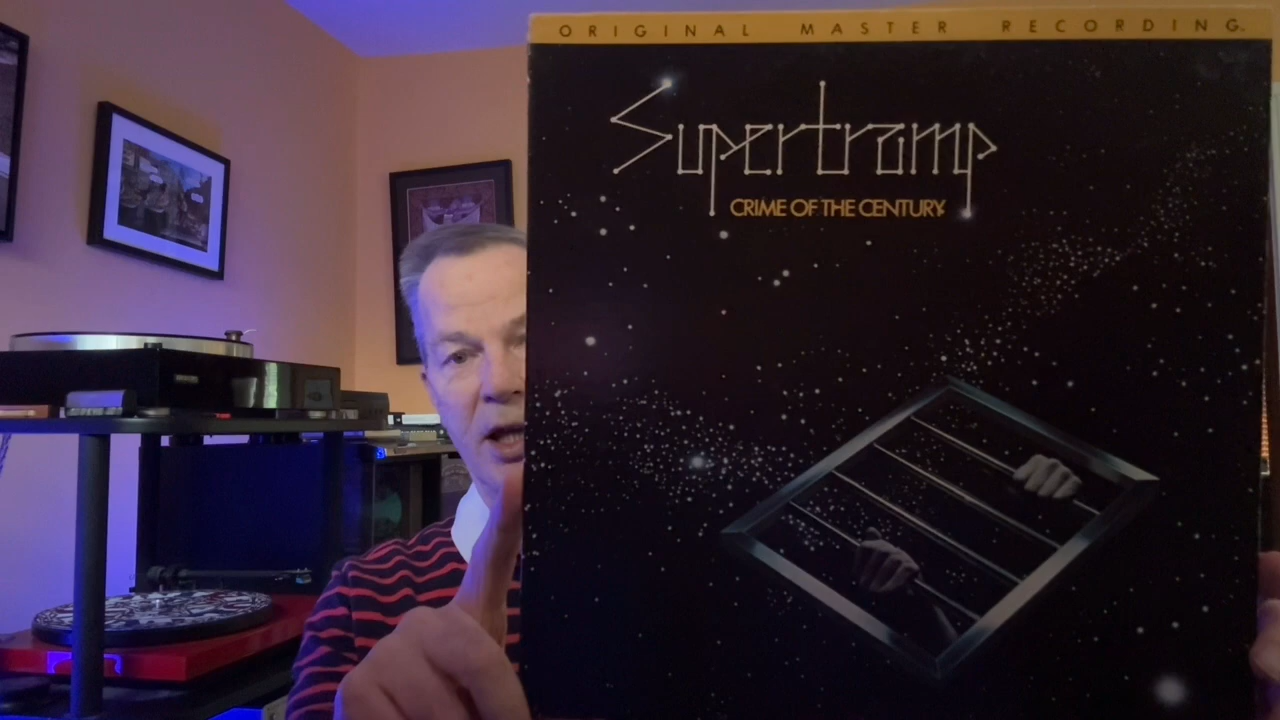 ORIGINAL MASTER RECORDING
Supertramp
CRIME OF THE CENTURY